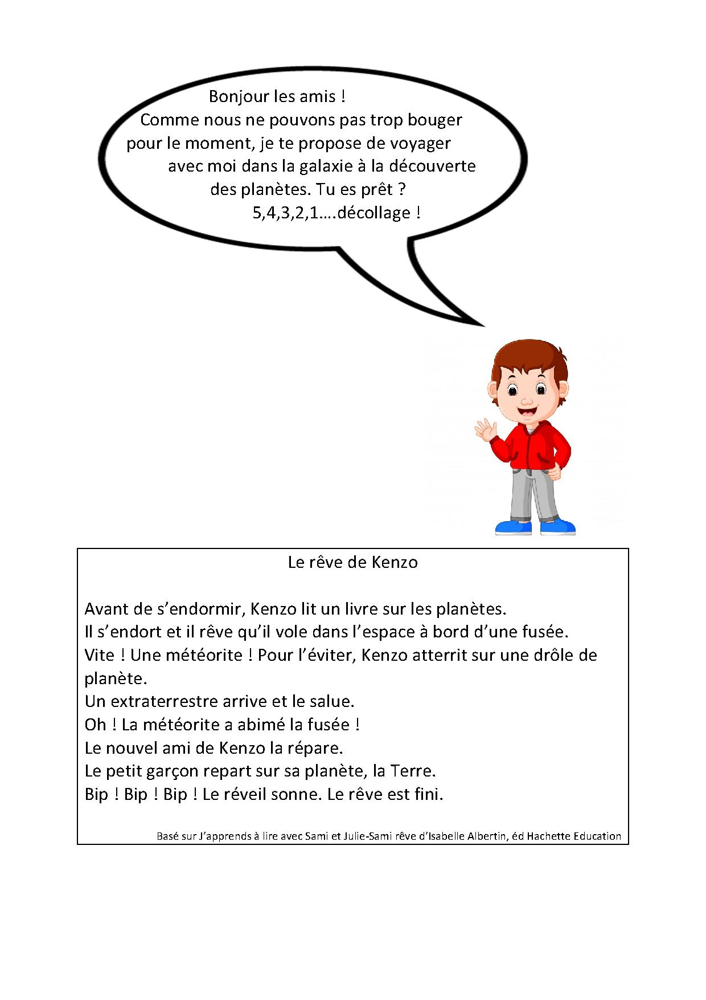 Bonjour les amis !
Comme nous ne pouvons pas trop bouger
pour le moment, je te propose de voyager
avec moi dans la galaxie à la découverte
des planètes. Tu es prêt ?
5,4,3,2,1….décollage !
Le rêve de Kenzo
Avant de s’endormir, Kenzo lit un livre sur les planètes.
Il s’endort et il rêve qu’il vole dans l’espace à bord d’une fusée.
Vite ! Une météorite ! Pour l’éviter, Kenzo atterrit sur une drôle de
planète.
Un extraterrestre arrive et le salue.
Oh ! La météorite a abimé la fusée !
Le nouvel ami de Kenzo la répare.
Le petit garçon repart sur sa planète, la Terre.
Bip ! Bip ! Bip ! Le réveil sonne. Le rêve est fini.
Basé sur J’apprends à lire avec Sami et Julie-Sami rêve d’Isabelle Albertin, éd Hachette Education